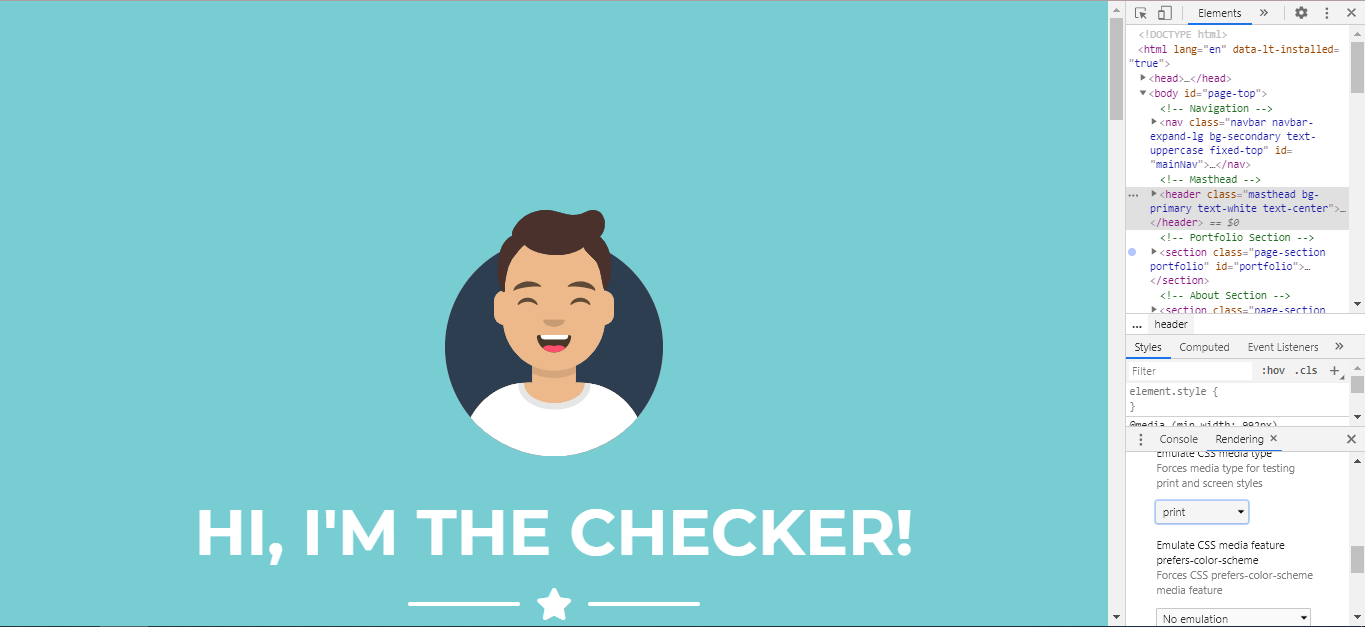 HI, I'M THE CHECKER!
Elements »
<!DOCTYPE html>
<html lang="en" data-lt-installed=
"true">
<head>…</head>
<body id="page-top">
<!-- Navigation -->
<nav class="navbar navbar-
expand-lg bg-secondary text-
uppercase fixed-top" id=
"mainNav">…</nav>
<!-- Masthead -->
<header class="masthead bg-
primary text-white text-center">…
</header> == $0
<!-- Portfolio Section -->
<section class="page-section
portfolio" id="portfolio">…
</section>
<!-- About Section -->
<section class="page-section
... header
Styles Computed Event Listeners »
Filter :hov .cls +
element.style {
}
@media (min-width: 992px)
Console Rendering ×
Emulate CSS media type
Forces media type for testing
print and screen styles
print
Emulate CSS media feature
prefers-color-scheme
Forces CSS prefers-color-scheme
media feature
No emulation